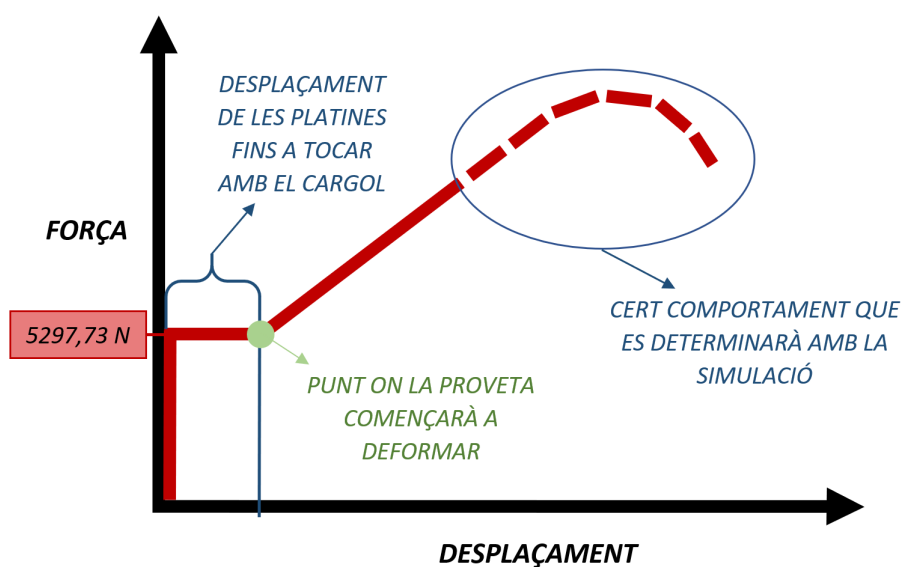 DESPLAÇAMENT
DE LES PLATINES
FINS A TOCAR
AMB EL CARGOL
FORÇA
5297,73 N
CERT COMPORTAMENT QUE
ES DETERMINARÀ AMB LA
SIMULACIÓ
PUNT ON LA PROVETA
COMENÇARÀ A
DEFORMAR
DESPLAÇAMENT